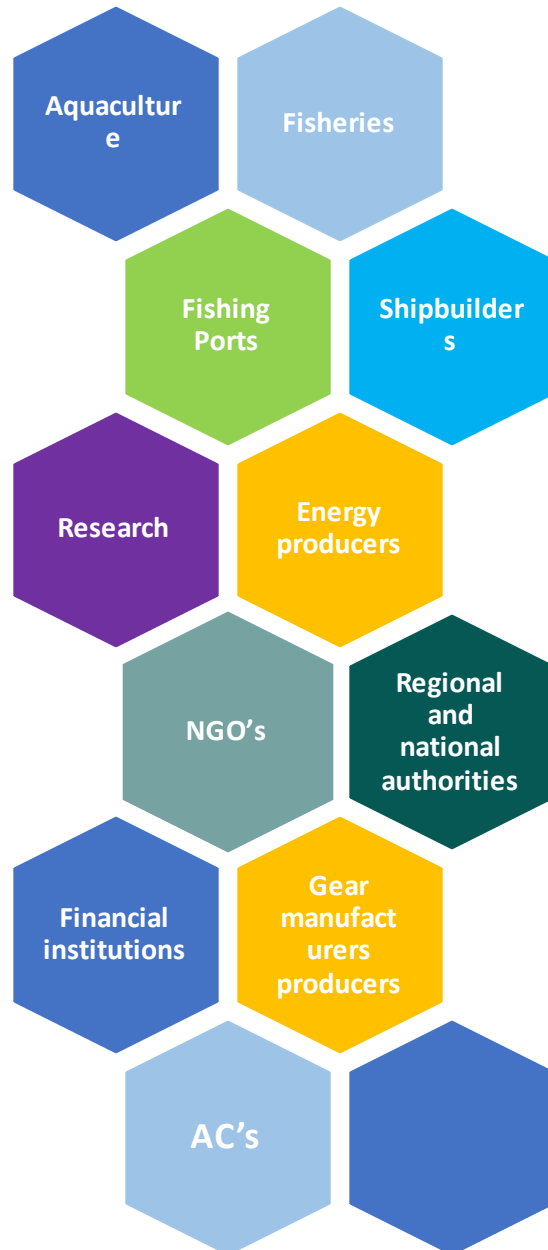 Aquacultur
e
Fisheries
Fishing
Ports
Shipbuilder
s
Research
Energy
producers
NGO’s
Regional
and
national
authorities
Financial
institutions
Gear
manufact
urers
producers
AC’s